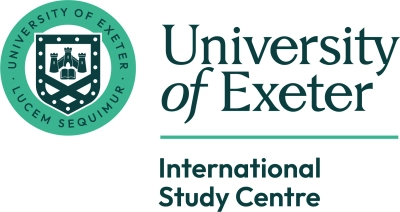 UNIVERSITY OF EXETER
LUCEM SEQUIMUR
University
of Exeter
International
Study Centre